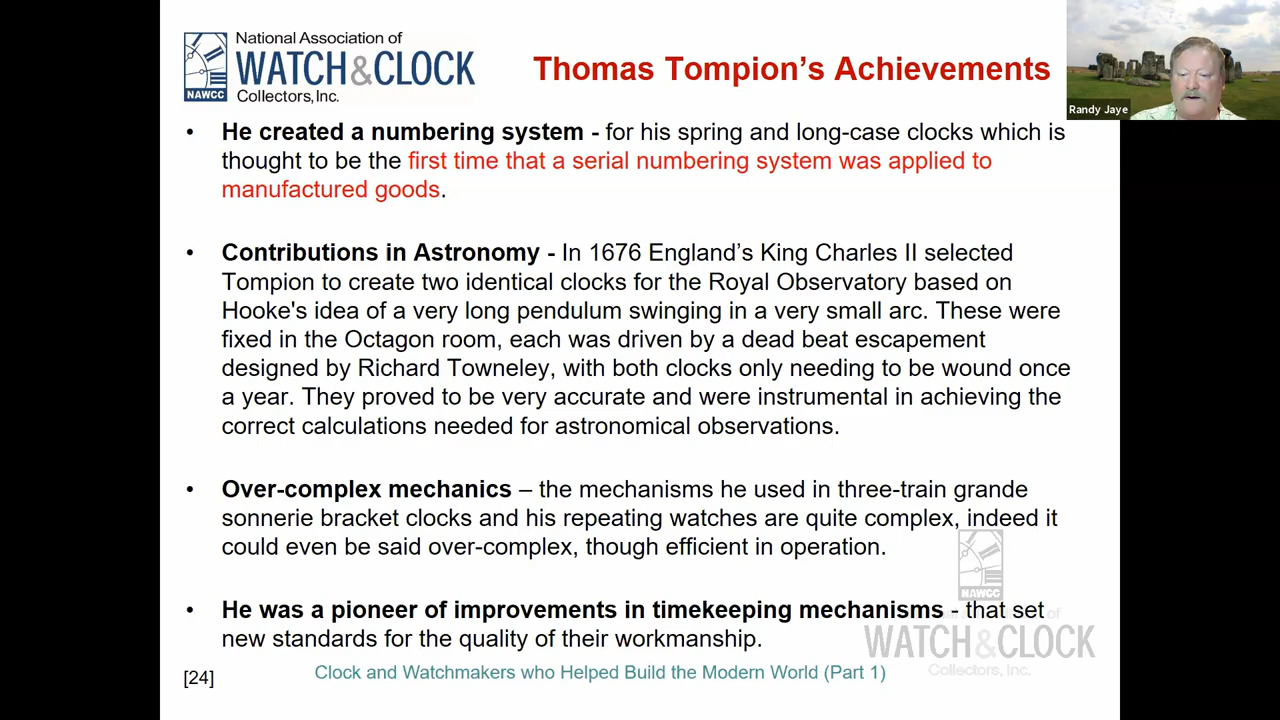 National Association of
WATCH&CLOCK
Collectors, Inc.
NAWCC
Thomas Tompion’s Achievements
Randy Jaye
• He created a numbering system - for his spring and long-case clocks which is
thought to be the first time that a serial numbering system was applied to
manufactured goods.
• Contributions in Astronomy - In 1676 England’s King Charles II selected
Tompion to create two identical clocks for the Royal Observatory based on
Hooke's idea of a very long pendulum swinging in a very small arc. These were
fixed in the Octagon room, each was driven by a dead beat escapement
designed by Richard Towneley, with both clocks only needing to be wound once
a year. They proved to be very accurate and were instrumental in achieving the
correct calculations needed for astronomical observations.
• Over-complex mechanics – the mechanisms he used in three-train grande
sonnerie bracket clocks and his repeating watches are quite complex, indeed it
could even be said over-complex, though efficient in operation.
• He was a pioneer of improvements in timekeeping mechanisms - that set
new standards for the quality of their workmanship.
NAWCC
of
WATCH&CLOCK
Collectors, Inc.
[24]
Clock and Watchmakers who Helped Build the Modern World (Part 1)